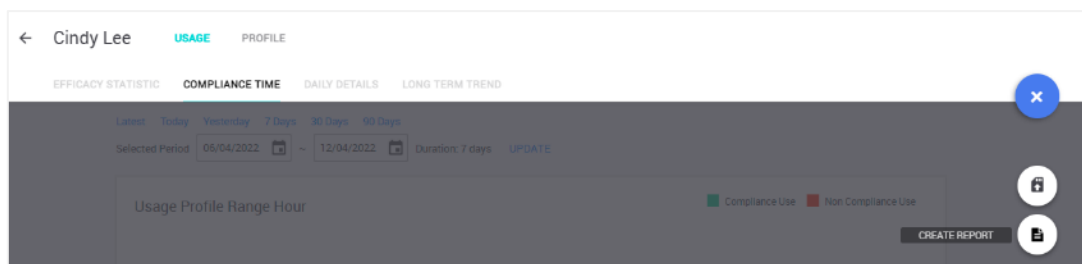 Cindy Lee USAGE PROFILE
EFFICACY STATISTIC COMPLIANCE TIME DAILY DETAILS LONG TERM TREND
Latest Today Yesterday 7 Days 30 Days 90 Days
Selected Period 05/04/2022 ~ 12/04/2022 Duration: 7 days UPDATE
Usage Profile Range Hour Compliance Use Non Compliance Use
CREATE REPORT